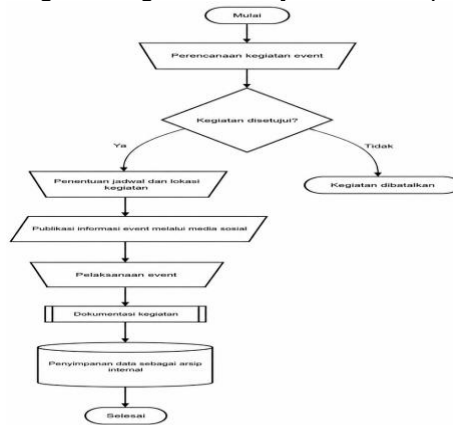 Mulai
Perencanaan kegiatan event
Kegiatan disetujui?
Ya
Tidak
Penentuan jadwal dan lokasi
kegiatan
Kegiatan dibatalkan
Publikasi informasi event melalui media sosial
Pelaksanaan event
Dokumentasi kegiatan
Penyimpanan data sebagai arsip
internal
Selesai